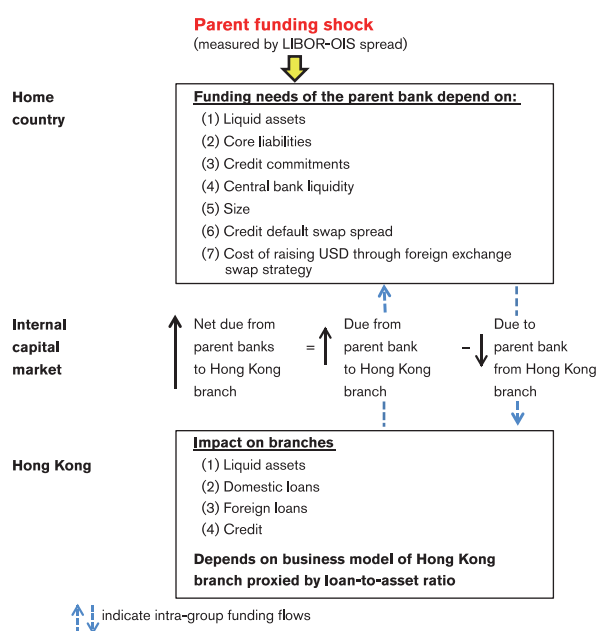 Parent funding shock
(measured by LIBOR-OIS spread)
Home
country
Funding needs of the parent bank depend on:
(1) Liquid assets
(2) Core liabilities
(3) Credit commitments
(4) Central bank liquidity
(5) Size
(6) Credit default swap spread
(7) Cost of raising USD through foreign exchange
swap strategy
Internal
capital
market
Net due from
parent banks
to Hong Kong
branch
=
Due from
parent bank
to Hong Kong
branch
–
Due to
parent bank
from Hong Kong
branch
Hong Kong
Impact on branches
(1) Liquid assets
(2) Domestic loans
(3) Foreign loans
(4) Credit
Depends on business model of Hong Kong
branch proxied by loan-to-asset ratio
indicate intra-group funding flows